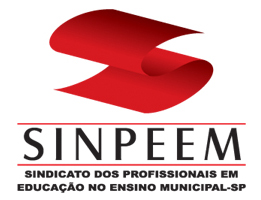 SINPEEM
SINDICATO DOS PROFISSIONAIS EM
EDUCAÇÃO NO ENSINO MUNICIPAL-SP